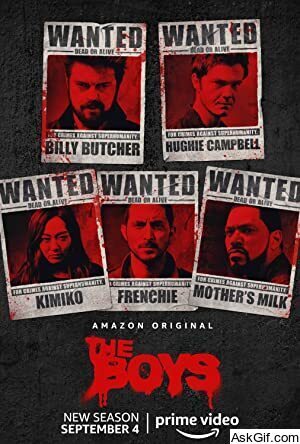 WANTED
DEAD OR ALIVE
FOR CRIMES AGAINST SUPERHUMANITY.
BILLY BUTCHER
WANTED
DEAD OR ALIVE
FOR CRIMES AGAINST SUPERHUMANITY.
HUGHIE CAMPBELL
WANTED
DEAD OR ALIVE
FOR CRIMES AGAINST SUPERHUMANITY.
KIMIKO
WANTED
DEAD OR ALIVE
FOR CRIMES AGAINST SUPERHUMANITY.
FRENCHIE
WANTED
DEAD OR ALIVE
FOR CRIMES AGAINST SUPERHUMANITY.
MOTHER'S MILK
AMAZON ORIGINAL
THE
BOYS
NEW SEASON
SEPTEMBER 4
prime video
AskGif.com